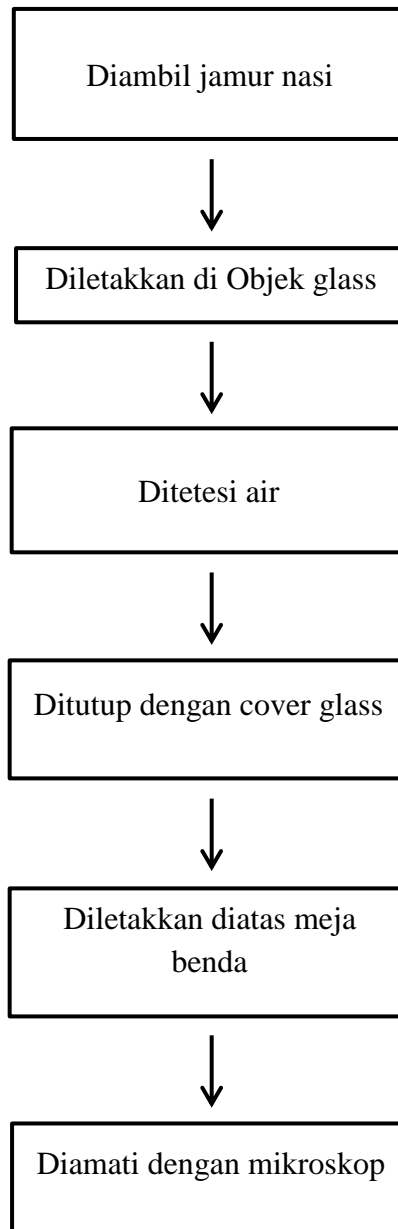 Diambil jamur nasi
Diletakkan di Objek glass
Ditetesi air
Ditutup dengan cover glass
Diletakkan diatas meja
benda
Diamati dengan mikroskop